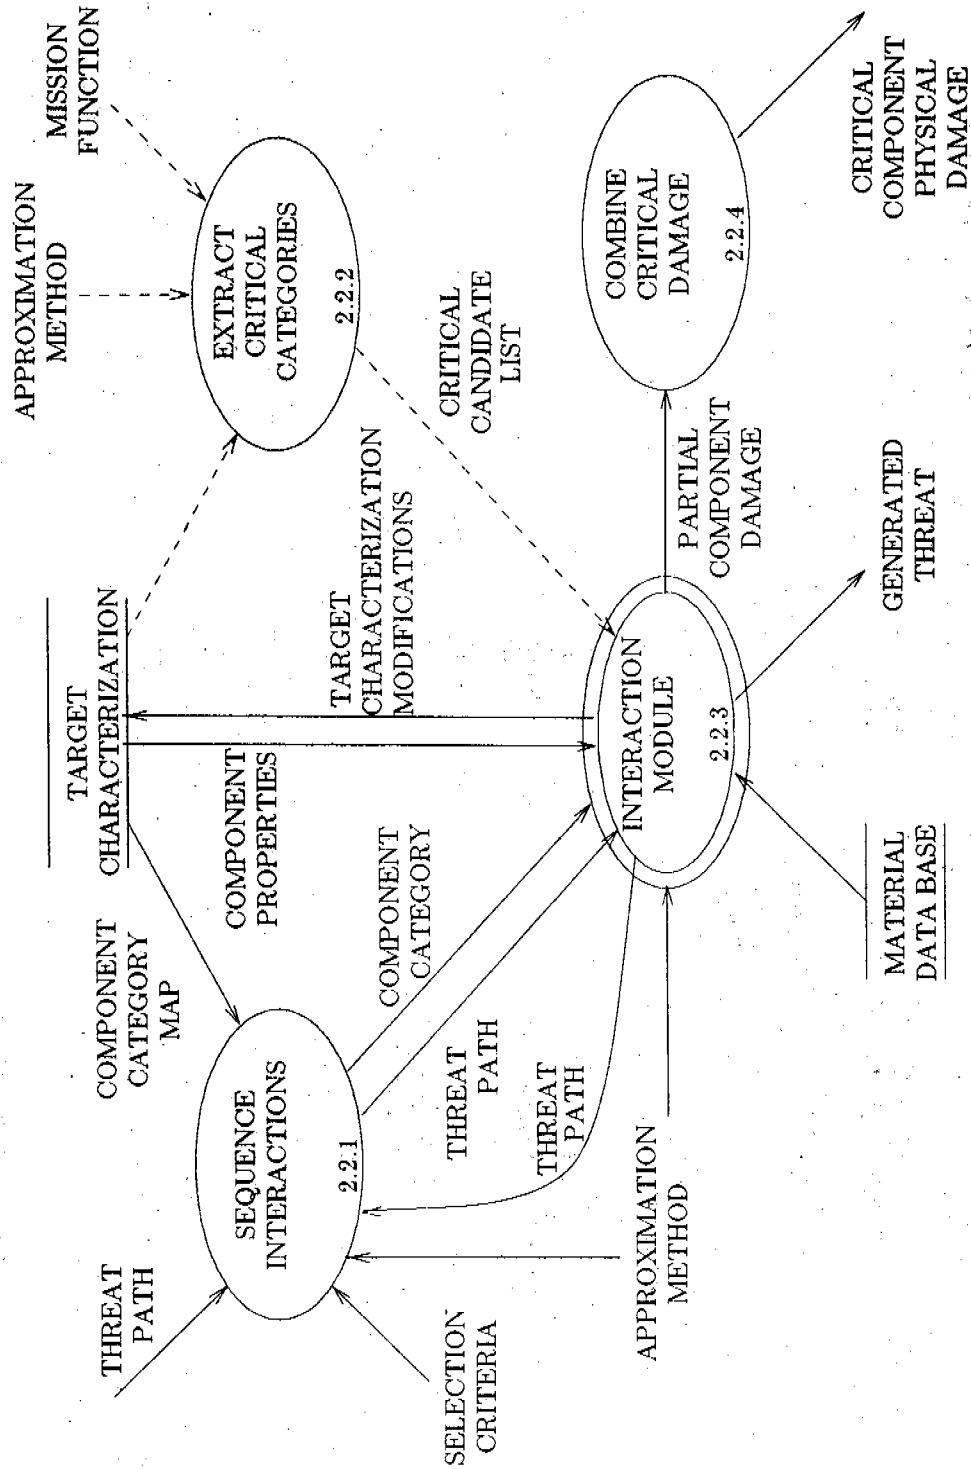 THREAT
PATH
SELECTION
CRITERIA
SEQUENCE
INTERACTIONS
2.2.1
COMPONENT
CATEGORY
MAP
TARGET
CHARACTERIZATION
COMPONENT
PROPERTIES
TARGET
CHARACTERIZATION
MODIFICATIONS
APPROXIMATION
METHOD
MISSION
FUNCTION
EXTRACT
CRITICAL
CATEGORIES
2.2.2
CRITICAL
CANDIDATE
LIST
COMPONENT
CATEGORY
THREAT
PATH
THREAT
PATH
APPROXIMATION
METHOD
INTERACTION
MODULE
2.2.3
MATERIAL
DATA BASE
GENERATED
THREAT
PARTIAL
COMPONENT
DAMAGE
COMBINE
CRITICAL
DAMAGE
2.2.4
CRITICAL
COMPONENT
PHYSICAL
DAMAGE